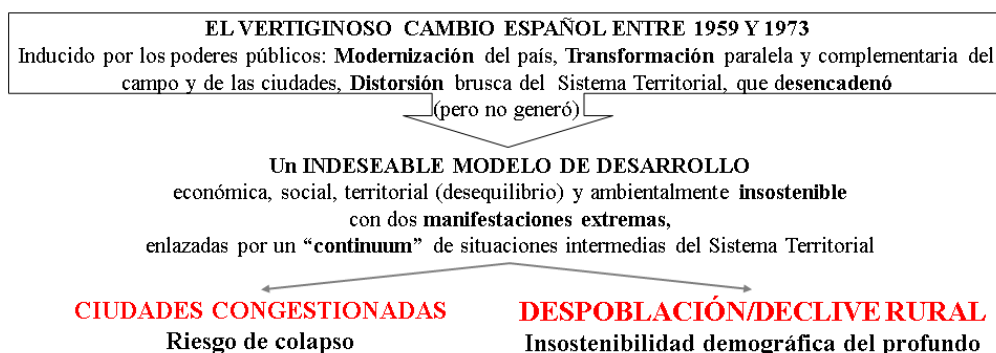 EL VERTIGINOSO CAMBIO ESPAÑOL ENTRE 1959 Y 1973
Inducido por los poderes públicos: Modernización del país, Transformación paralela y complementaria del
campo y de las ciudades, Distorsión brusca del Sistema Territorial, que desencadenó
(pero no generó)
Un INDESEABLE MODELO DE DESARROLLO
económica, social, territorial (desequilibrio) y ambientalmente insostenible
con dos manifestaciones extremas,
enlazadas por un “continuum” de situaciones intermedias del Sistema Territorial
CIUDADES CONGESTIONADAS
Riesgo de colapso
DESPOBLACIÓN/DECLIVE RURAL
Insostenibilidad demográfica del profundo